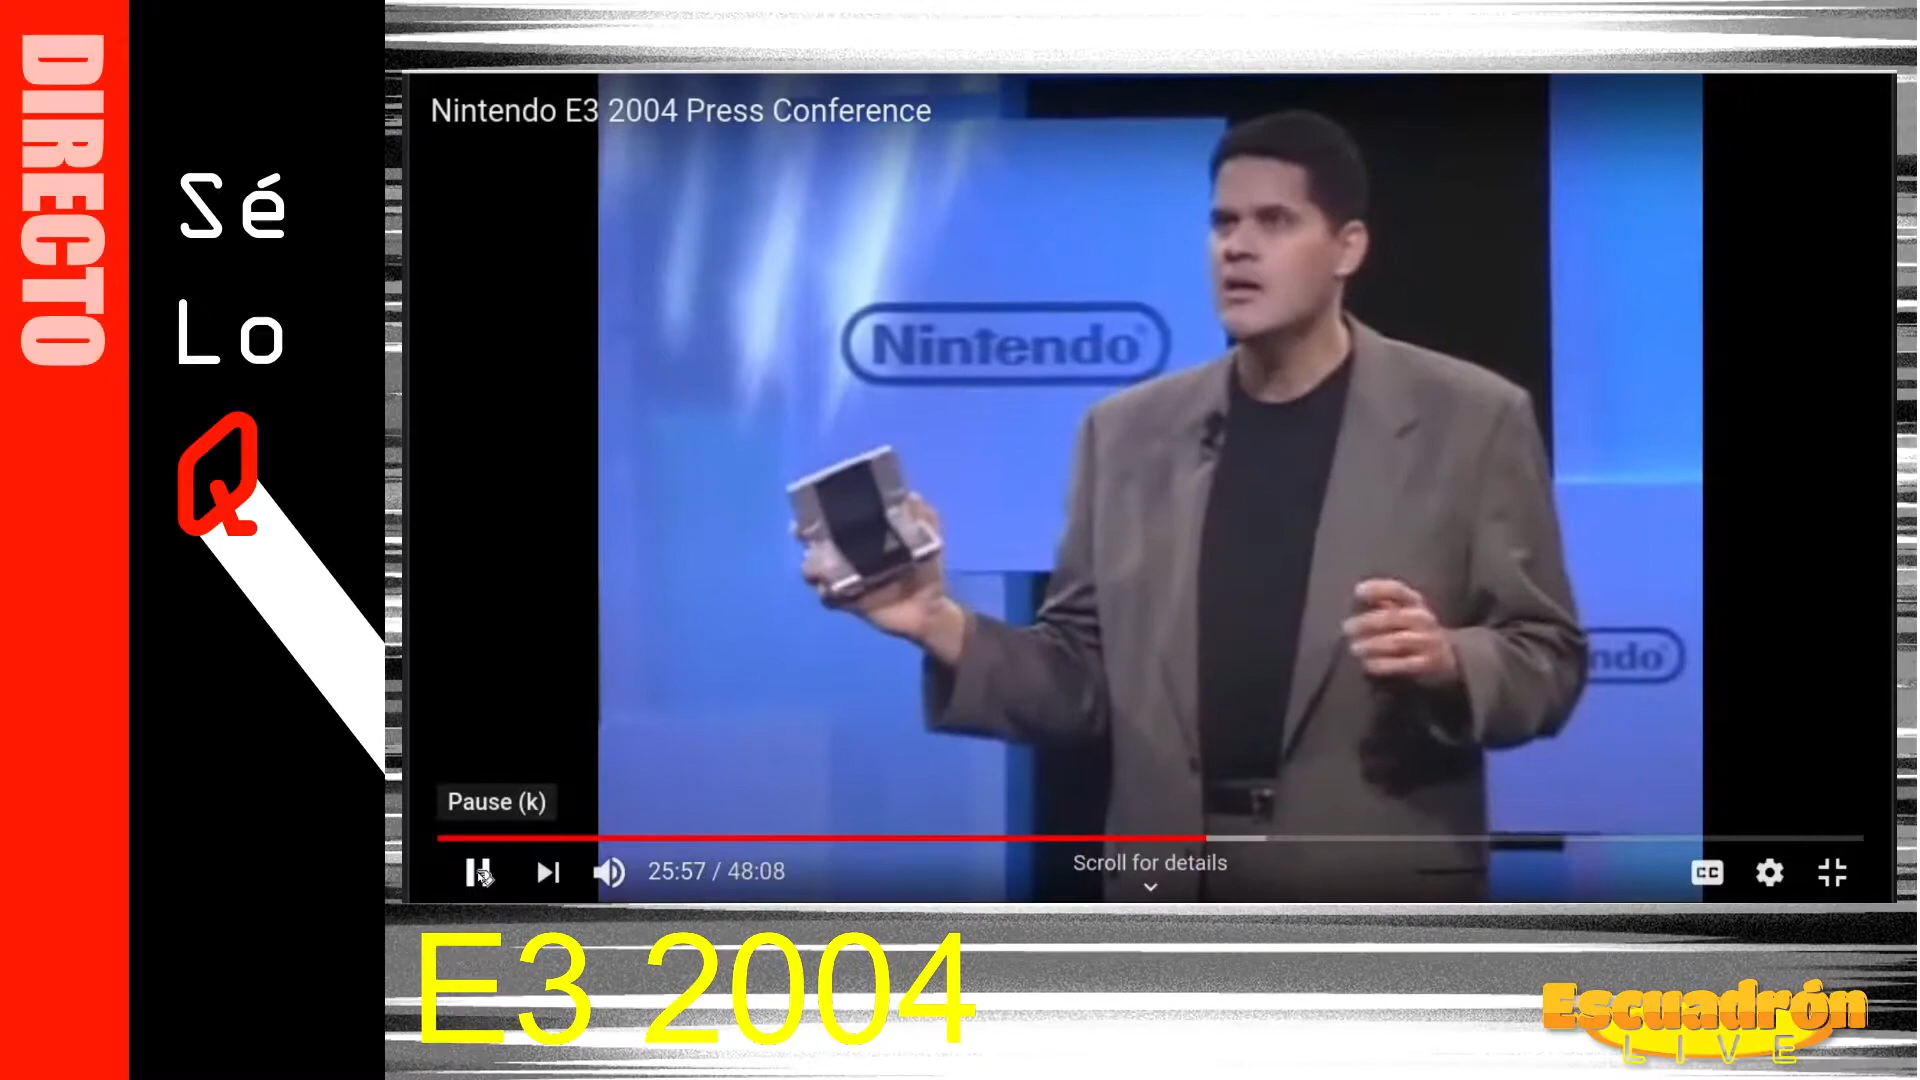 DIRECTO
Sé
Lo
Q
Nintendo E3 2004 Press Conference
Nintendo
ndo
Pause (k)
25:57 / 48:08
Scroll for details
CC
E3 2004
Escuadrón
LIVE